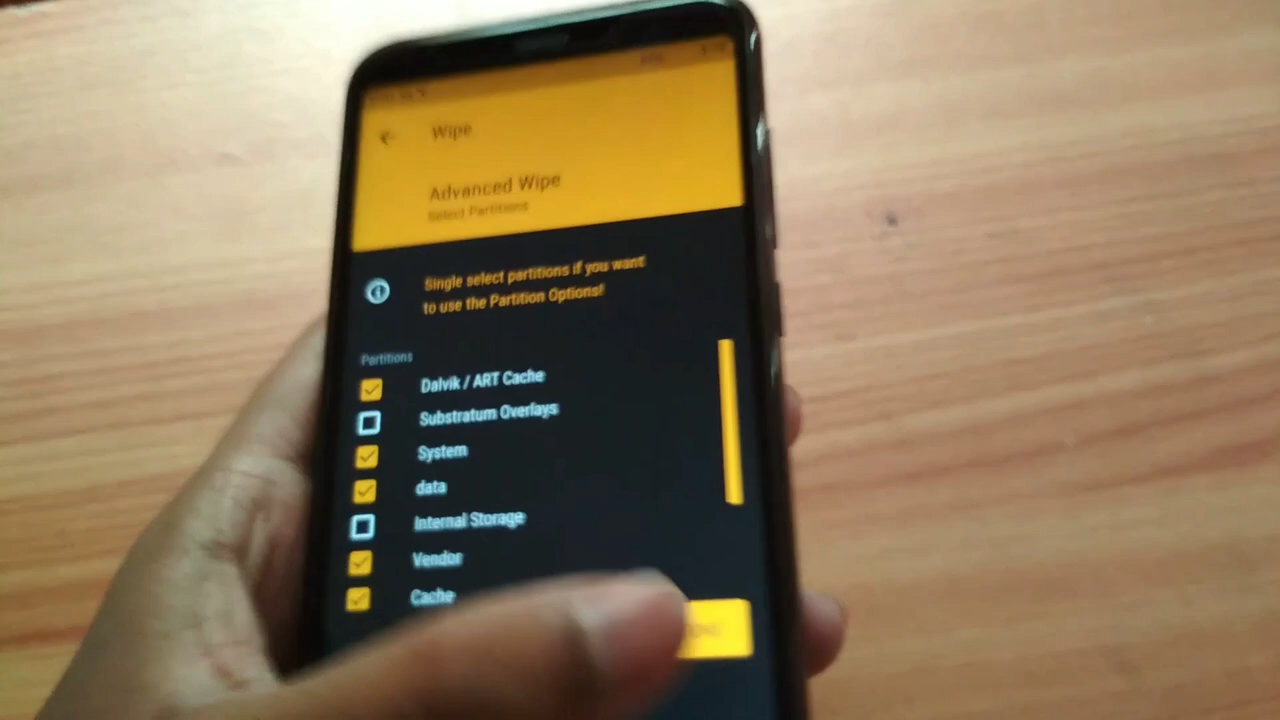 Wipe
Advanced Wipe
Select Partitions
Single select partitions if you want
to use the Partition Options!
Partitions
Dalvik / ART Cache
Substratum Overlays
System
data
Internal Storage
Vendor
Cache